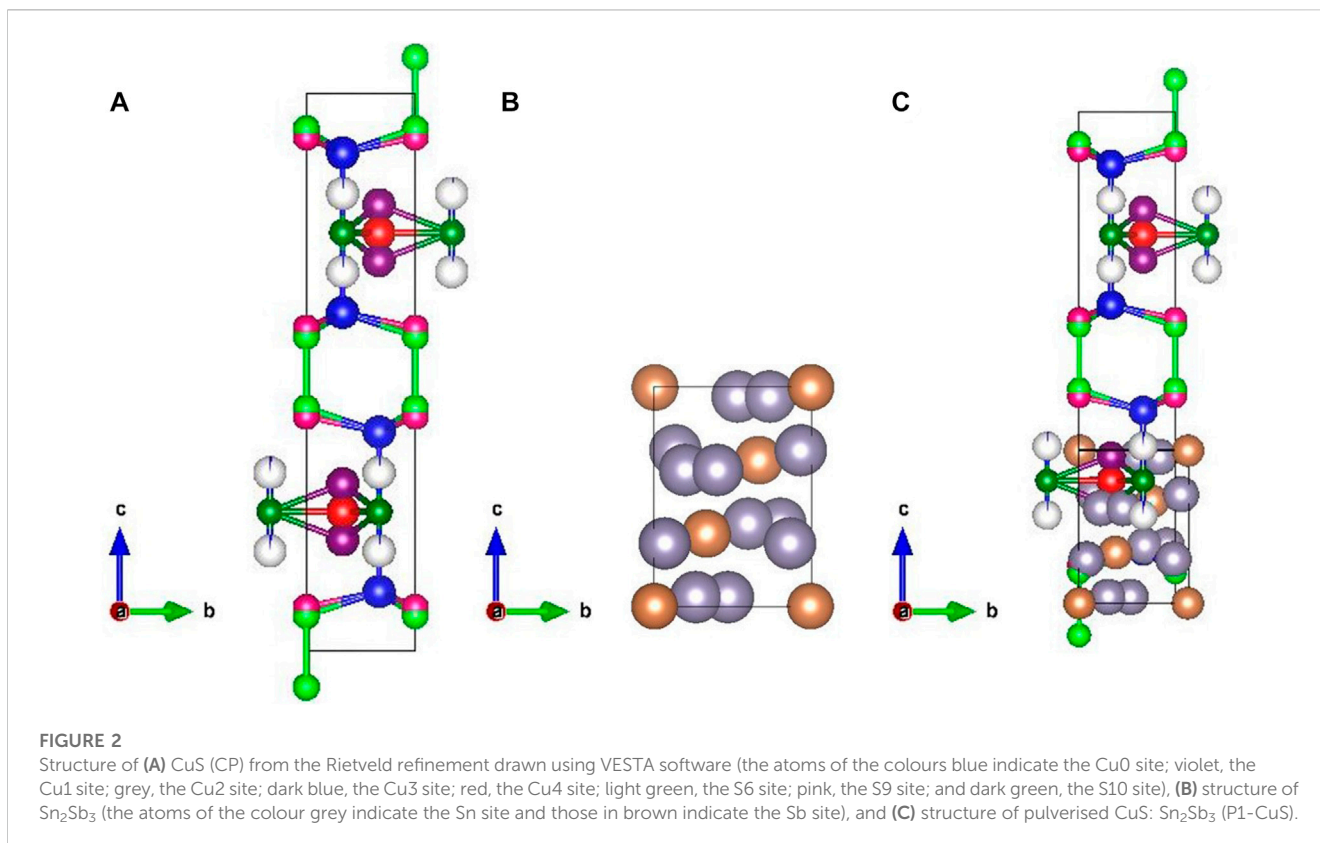 A
B
C
c
a
b
c
a
b
c
a
b
FIGURE 2
Structure of (A) CuS (CP) from the Rietveld refinement drawn using VESTA software (the atoms of the colours blue indicate the Cu0 site; violet, the
Cu1 site; grey, the Cu2 site; dark blue, the Cu3 site; red, the Cu4 site; light green, the S6 site; pink, the S9 site; and dark green, the S10 site), (B) structure of
Sn₂Sb₃ (the atoms of the colour grey indicate the Sn site and those in brown indicate the Sb site), and (C) structure of pulverised CuS: Sn₂Sb₃ (P1-CuS).